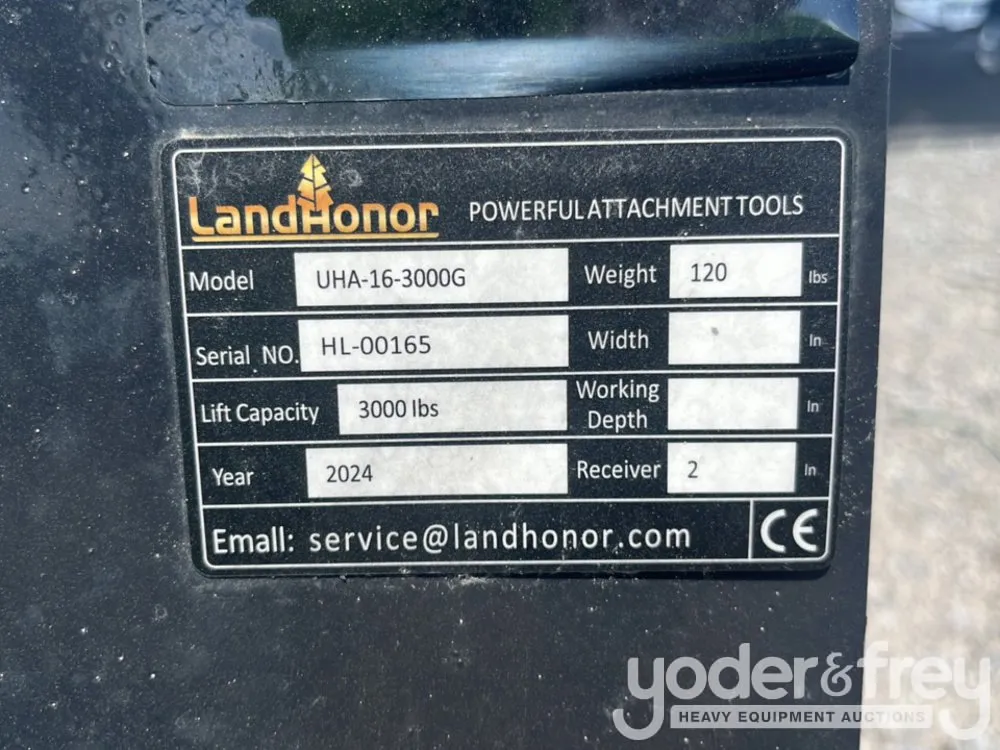 LandHonor POWERFUL ATTACHMENT TOOLS
Model UHA-16-3000G Weight 120 lbs
Serial NO. HL-00165 Width In
Lift Capacity 3000 lbs Working Depth In
Year 2024 Receiver 2 In
Emall: service@landhonor.com CE
yoder&frey
HEAVY EQUIPMENT AUCTIONS